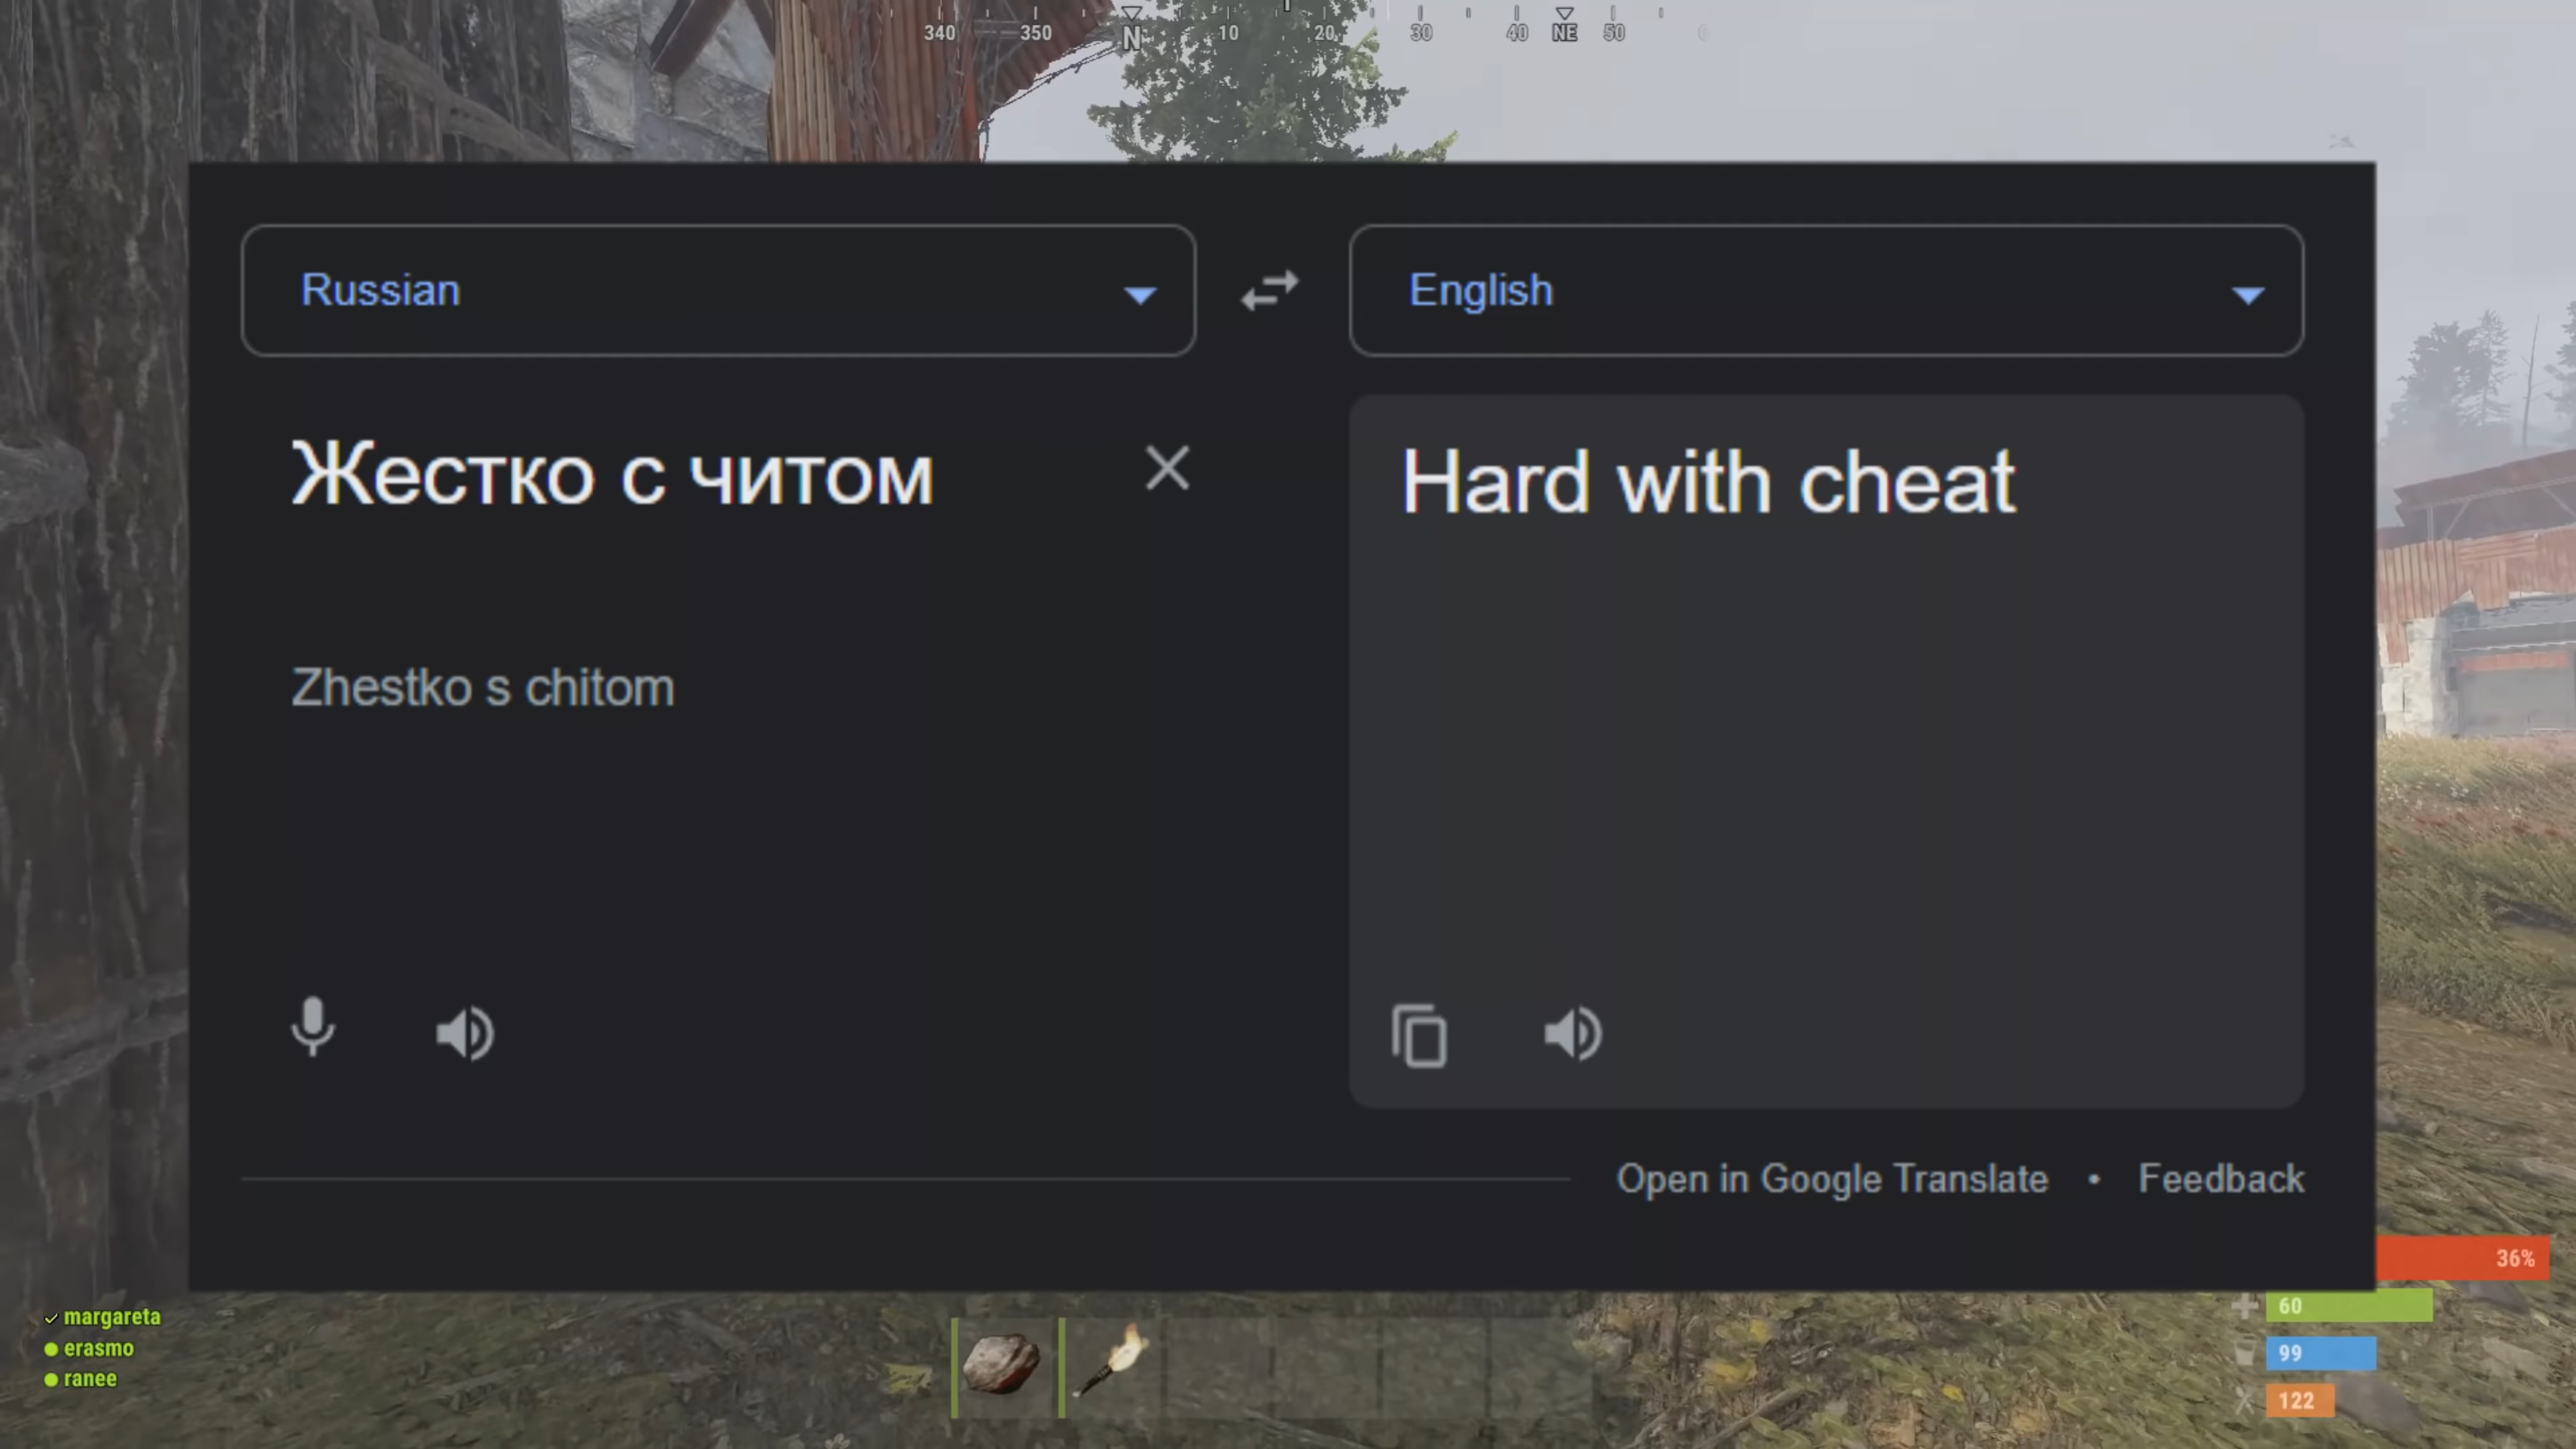 340 350 N 10 20 30 40 NE 50
Russian
English
Жестко с читом
Hard with cheat
Zhestko s chitom
Open in Google Translate • Feedback
36%
margareta
60
erasmo
99
ranee
122